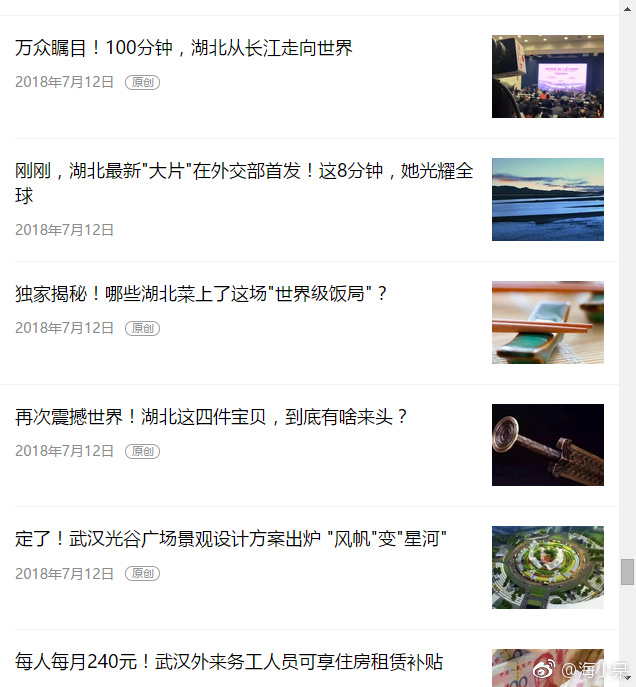 万众瞩目！100分钟，湖北从长江走向世界
2018年7月12日 原创
刚刚，湖北最新"大片"在外交部首发！这8分钟，她光耀全
球
2018年7月12日
独家揭秘！哪些湖北菜上了这场"世界级饭局"？
2018年7月12日 原创
再次震撼世界！湖北这四件宝贝，到底有啥来头？
2018年7月12日 原创
定了！武汉光谷广场景观设计方案出炉 "风帆"变"星河"
2018年7月12日 原创
每人每月240元！武汉外来务工人员可享住房租赁补贴
@海小呆